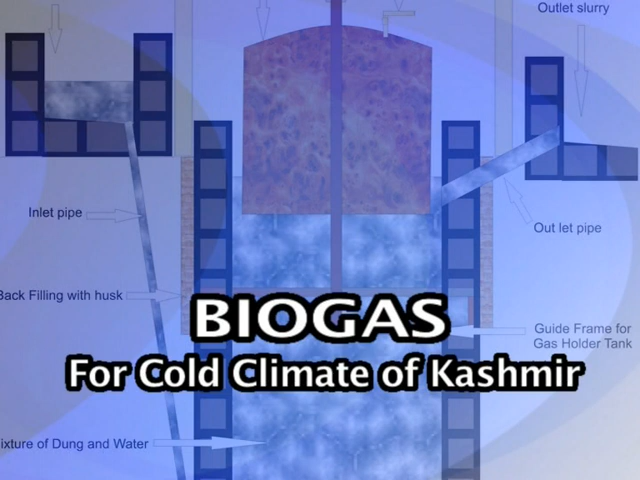 Outlet slurry
Inlet pipe
Out let pipe
Back Filling with husk
BIOGAS
Guide Frame for
Gas Holder Tank
For Cold Climate of Kashmir
ixture of Dung and Water